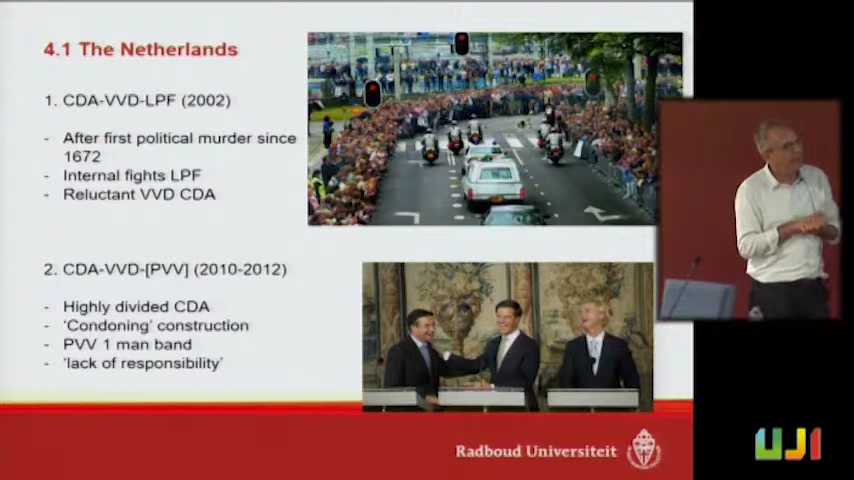 4.1 The Netherlands
1. CDA-VVD-LPF (2002)
- After first political murder since
1672
- Internal fights LPF
- Reluctant VVD CDA
2. CDA-VVD-[PVV] (2010-2012)
- Highly divided CDA
- 'Condoning' construction
- PVV 1 man band
- 'lack of responsibility'
Radboud Universiteit
UJI